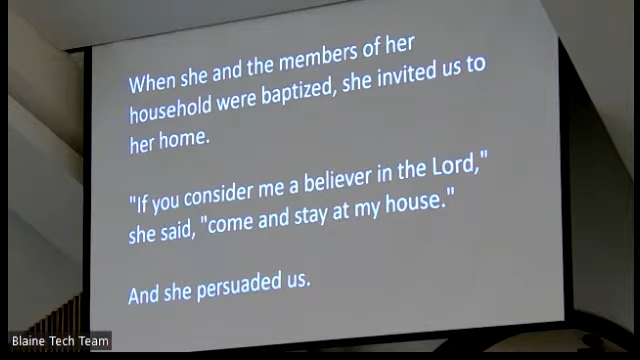 When she and the members of her
household were baptized, she invited us to
her home.
"If you consider me a believer in the Lord,"
she said, "come and stay at my house."
And she persuaded us.
Blaine Tech Team